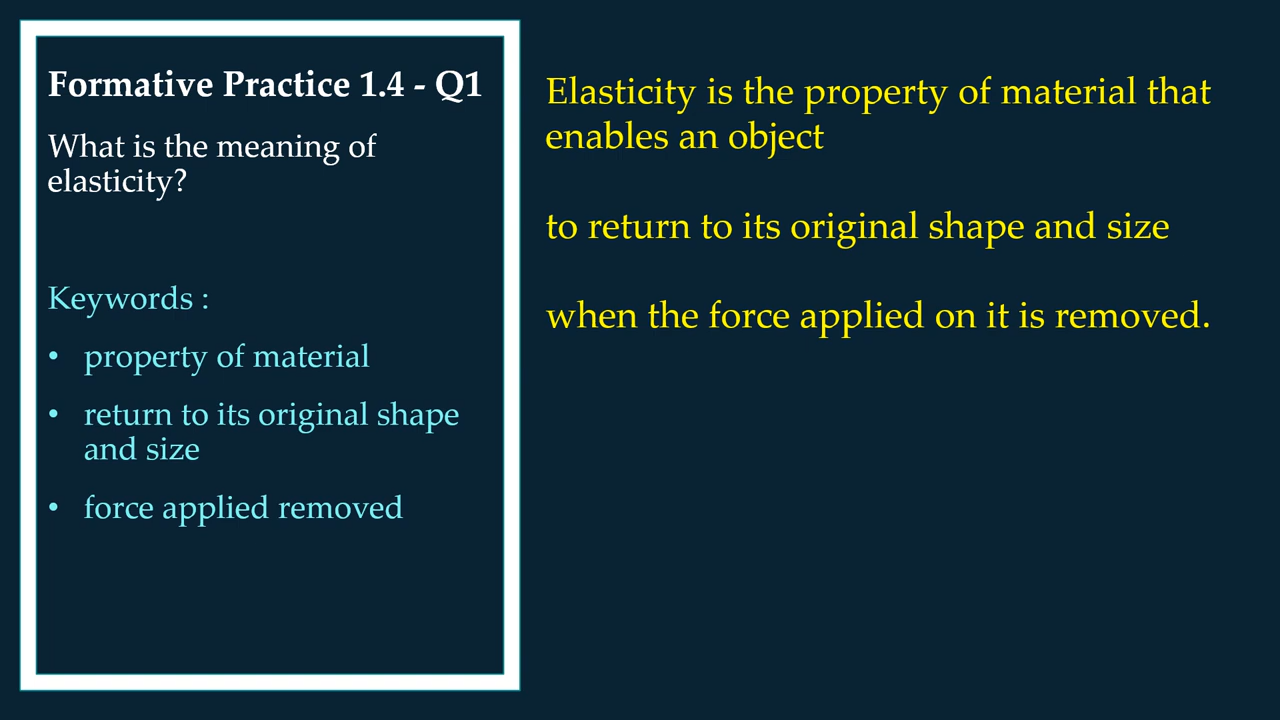 Formative Practice 1.4 - Q1
What is the meaning of
elasticity?
Keywords :
• property of material
• return to its original shape
and size
• force applied removed
Elasticity is the property of material that
enables an object
to return to its original shape and size
when the force applied on it is removed.